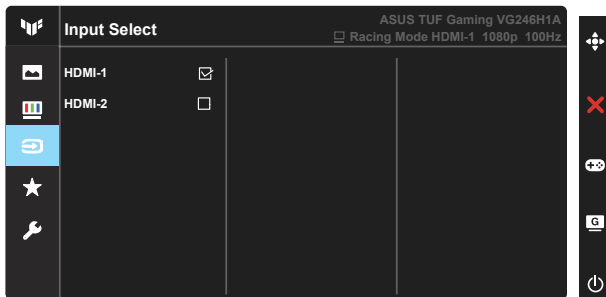 Input Select
ASUS TUF Gaming VG246H1A
Racing Mode HDMI-1 1080p 100Hz
HDMI-1
HDMI-2
G